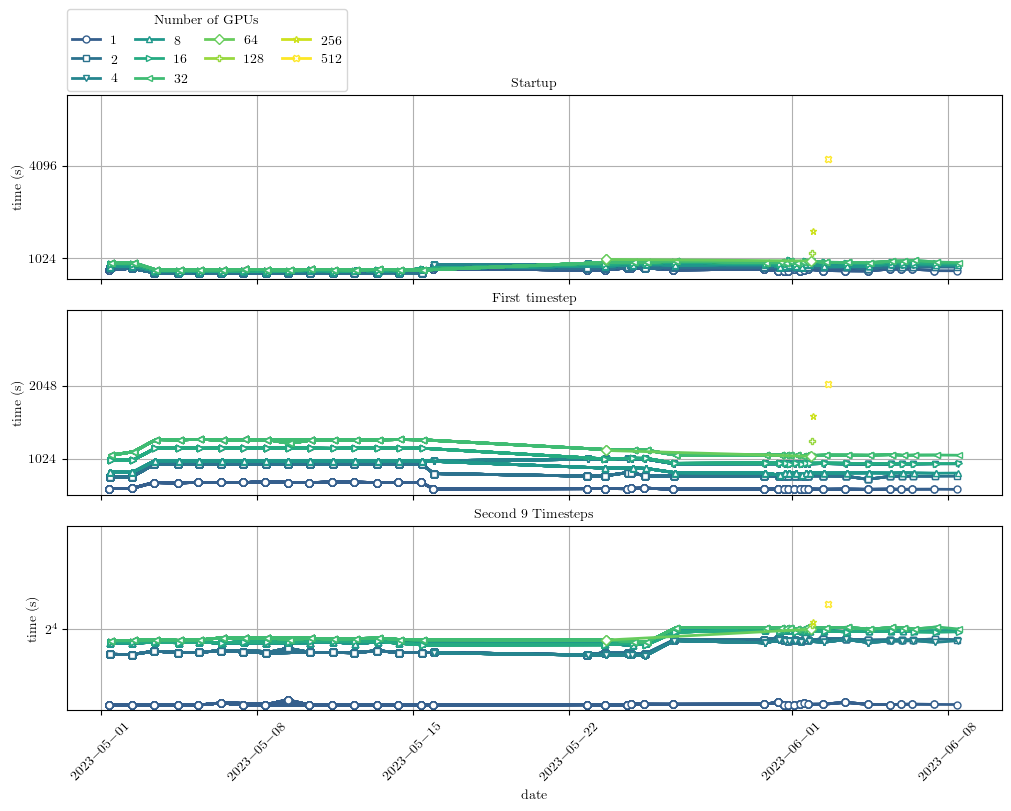 Number of GPUs
1 8 64 256
2 16 128 512
4 32
Startup
time (s)
4096
1024
First timestep
time (s)
2048
1024
Second 9 Timesteps
time (s)
2^4
2023−05−01
2023−05−08
2023−05−15
2023−05−22
2023−06−01
2023−06−08
date